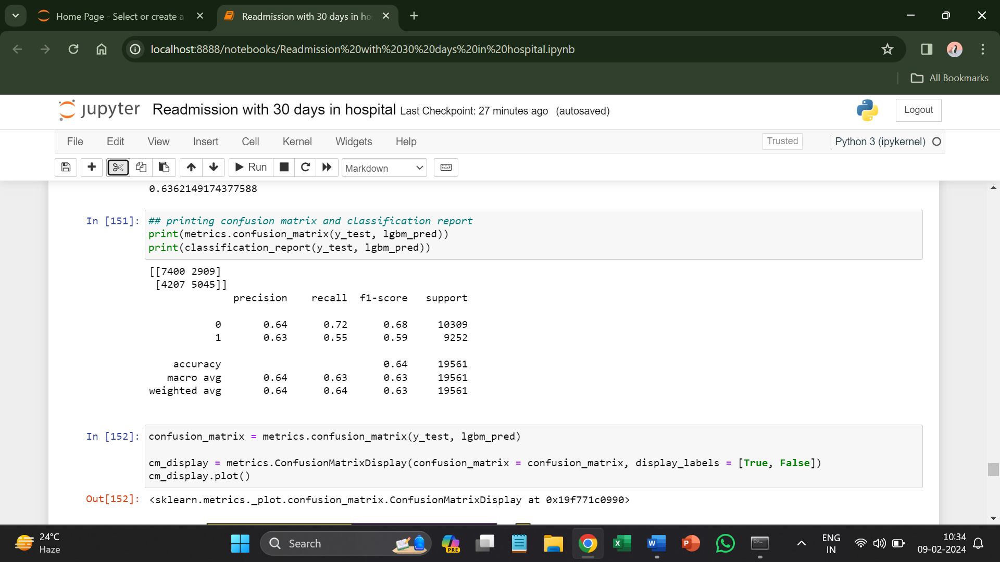 Home Page - Select or create a
Readmission with 30 days in ho
localhost:8888/notebooks/Readmission%20with%2030%20days%20in%20hospital.ipynb
All Bookmarks
jupyter Readmission with 30 days in hospital Last Checkpoint: 27 minutes ago (autosaved)
Logout
File Edit View Insert Cell Kernel Widgets Help
Trusted
Python 3 (ipykernel)
Run
Markdown
0.6362149174377588
In [151]: ## printing confusion matrix and classification report
print(metrics.confusion_matrix(y_test, lgbm_pred))
print(classification_report(y_test, lgbm_pred))
[[7400 2909]
[4207 5045]]
precision recall f1-score support
0 0.64 0.72 0.68 10309
1 0.63 0.55 0.59 9252
accuracy 0.64 19561
macro avg 0.64 0.63 0.63 19561
weighted avg 0.64 0.64 0.63 19561
In [152]: confusion_matrix = metrics.confusion_matrix(y_test, lgbm_pred)
cm_display = metrics.ConfusionMatrixDisplay(confusion_matrix = confusion_matrix, display_labels = [True, False])
cm_display.plot()
Out[152]: <sklearn.metrics._plot.confusion_matrix.ConfusionMatrixDisplay at 0x19f771c0990>
24°C
Haze
Search
PRE
X
W
P
C:\_
ENG
IN
10:34
09-02-2024